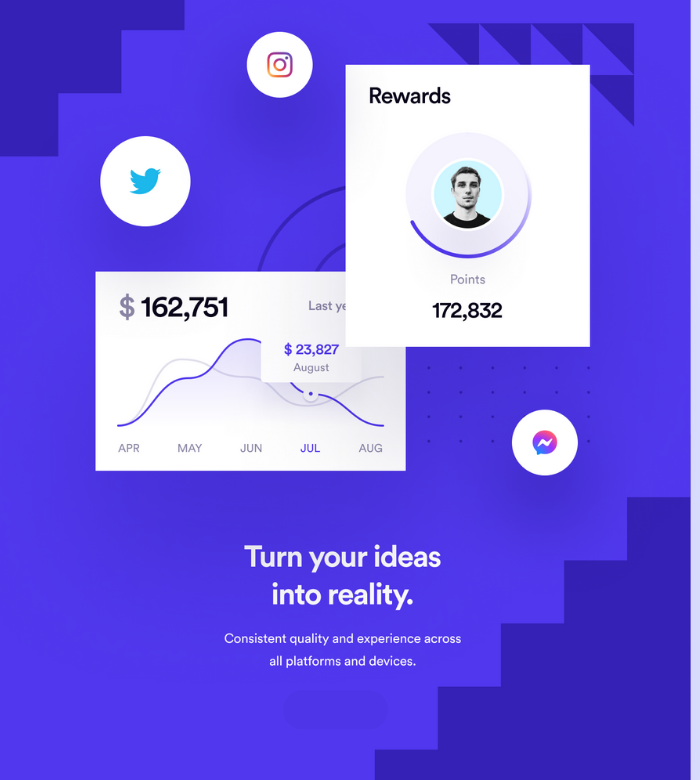 Rewards
Points
172,832
$ 162,751
Last ye
$ 23,827
August
APR MAY JUN JUL AUG
Turn your ideas
into reality.
Consistent quality and experience across
all platforms and devices.